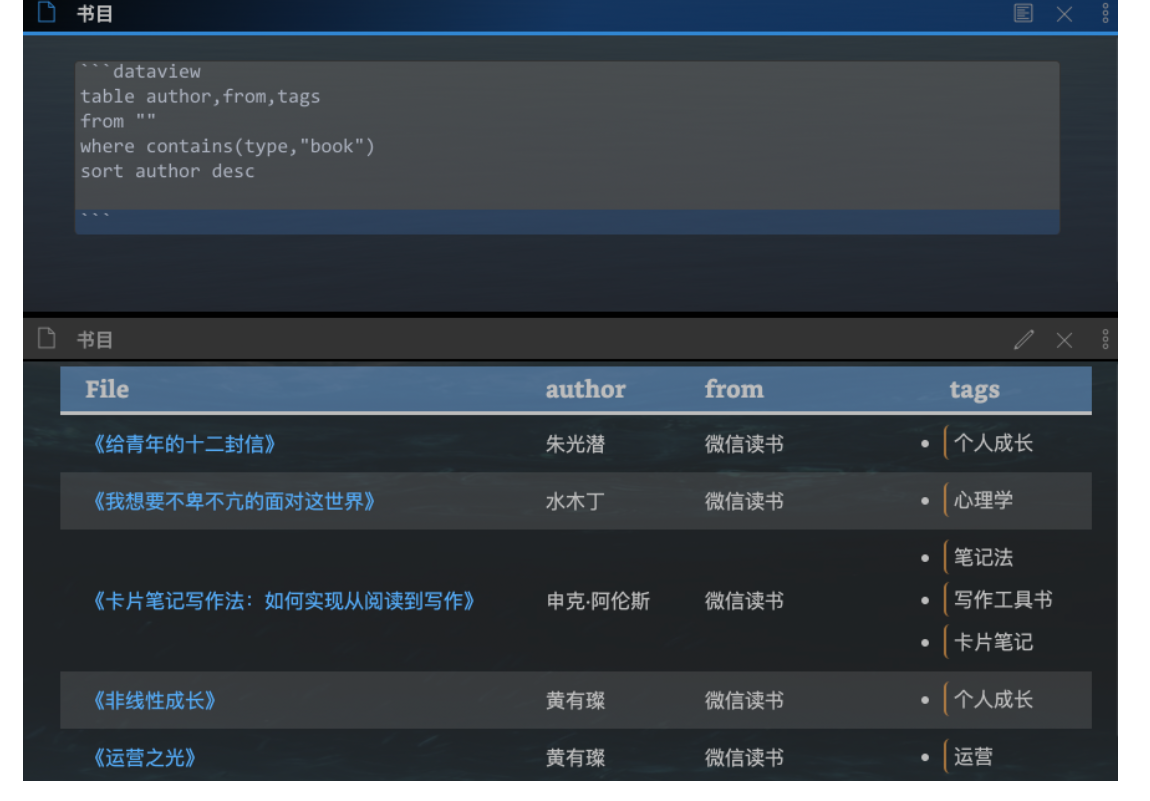 书目
```dataview
table author,from,tags
from ""
where contains(type,"book")
sort author desc
```
书目
File author from tags
《给青年的十二封信》 朱光潜 微信读书 • 个人成长
《我想要不卑不亢的面对这世界》 水木丁 微信读书 • 心理学
• 笔记法
《卡片笔记写作法：如何实现从阅读到写作》 申克·阿伦斯 微信读书 • 写作工具书
• 卡片笔记
《非线性成长》 黄有璨 微信读书 • 个人成长
《运营之光》 黄有璨 微信读书 • 运营